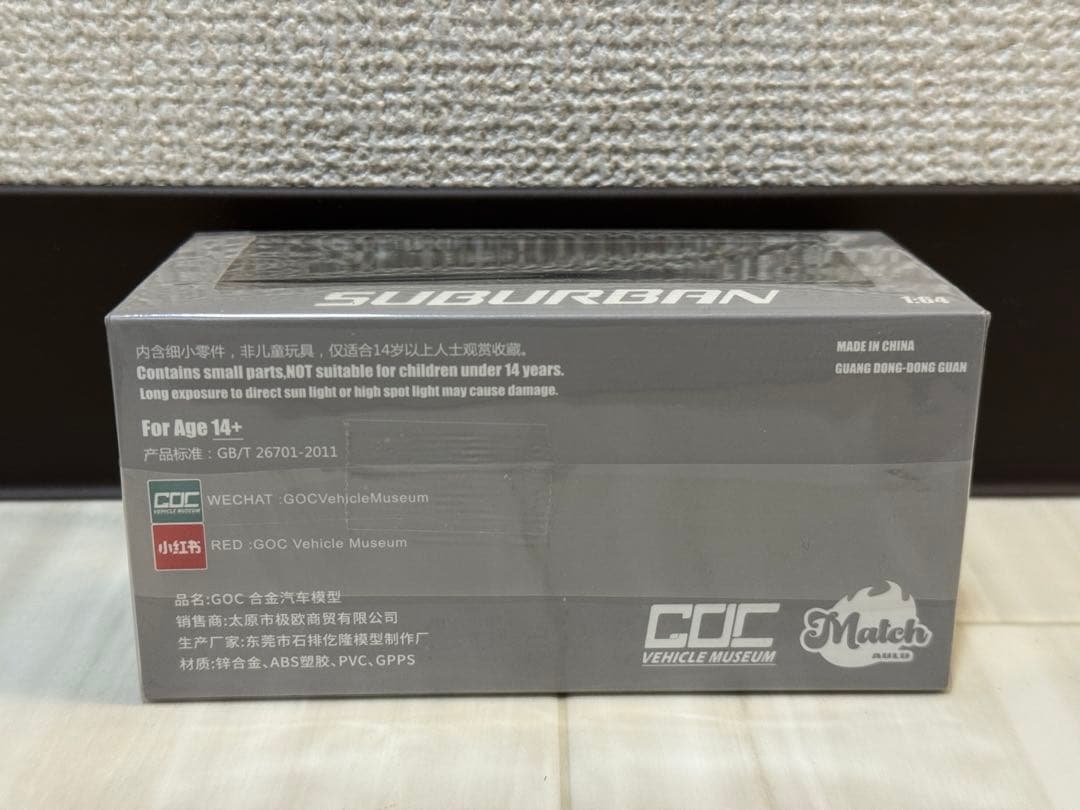 SUBURBAN
1:64
内含细小零件，非儿童玩具，仅适合14岁以上人士观赏收藏。
Contains small parts,NOT suitable for children under 14 years.
Long exposure to direct sun light or high spot light may cause damage.
MADE IN CHINA
GUANG DONG-DONG GUAN
For Age 14+
产品标准：GB/T 26701-2011
GOC
VEHICLE MUSEUM
WECHAT :GOCVehicleMuseum
小红书
RED :GOC Vehicle Museum
品名:GOC 合金汽车模型
销售商:太原市极欧商贸有限公司
生产厂家:东莞市石排仡隆模型制作厂
材质:锌合金、ABS塑胶、PVC、GPPS
GOC
VEHICLE MUSEUM
Match
AULD